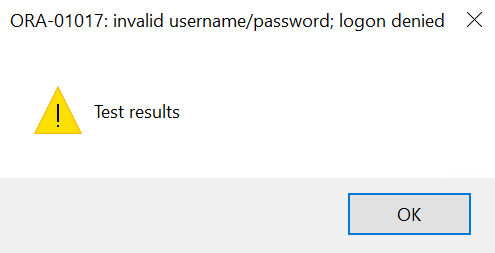 ORA-01017: invalid username/password; logon denied
Test results
OK